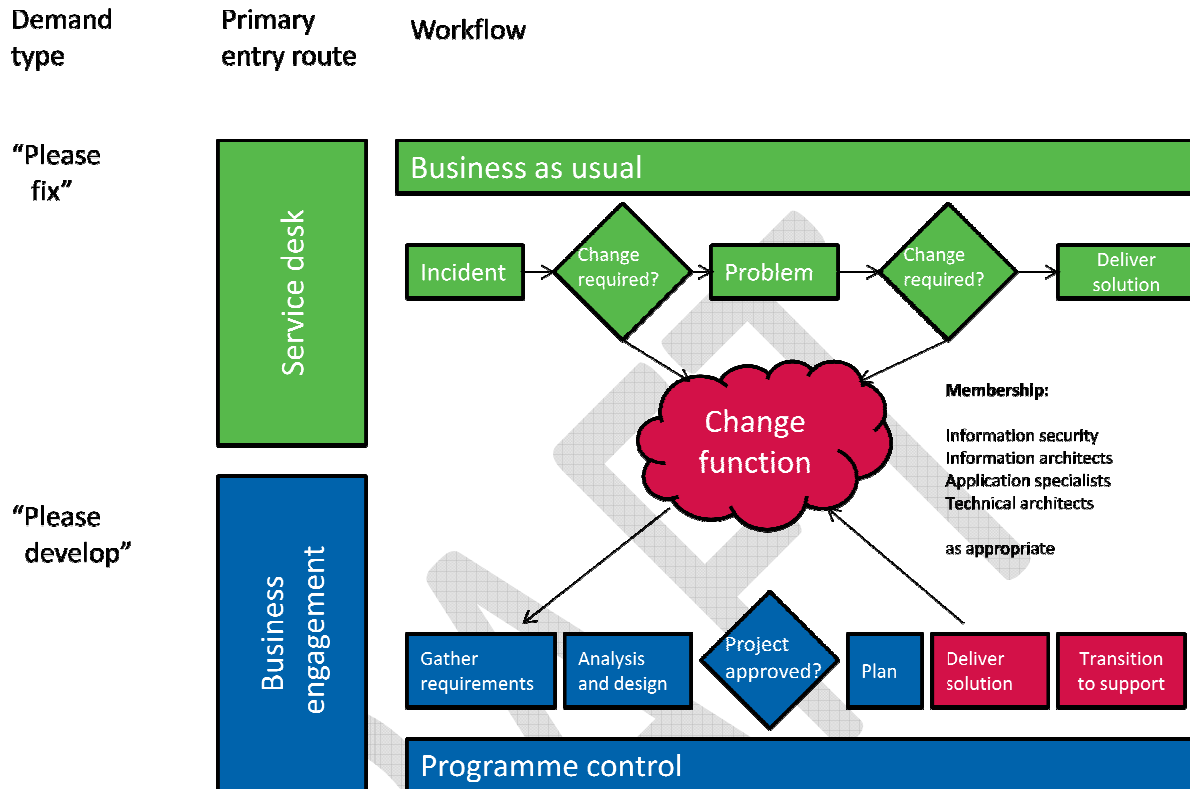 Demand
type
Primary
entry route
Workflow
“Please
fix”
Service desk
Business as usual
Incident
Change
required?
Problem
Change
required?
Deliver
solution
Change
function
Membership:
Information security
Information architects
Application specialists
Technical architects
as appropriate
“Please
develop”
Business
engagement
Gather
requirements
Analysis
and design
Project
approved?
Plan
Deliver
solution
Transition
to support
Programme control
DRAFT